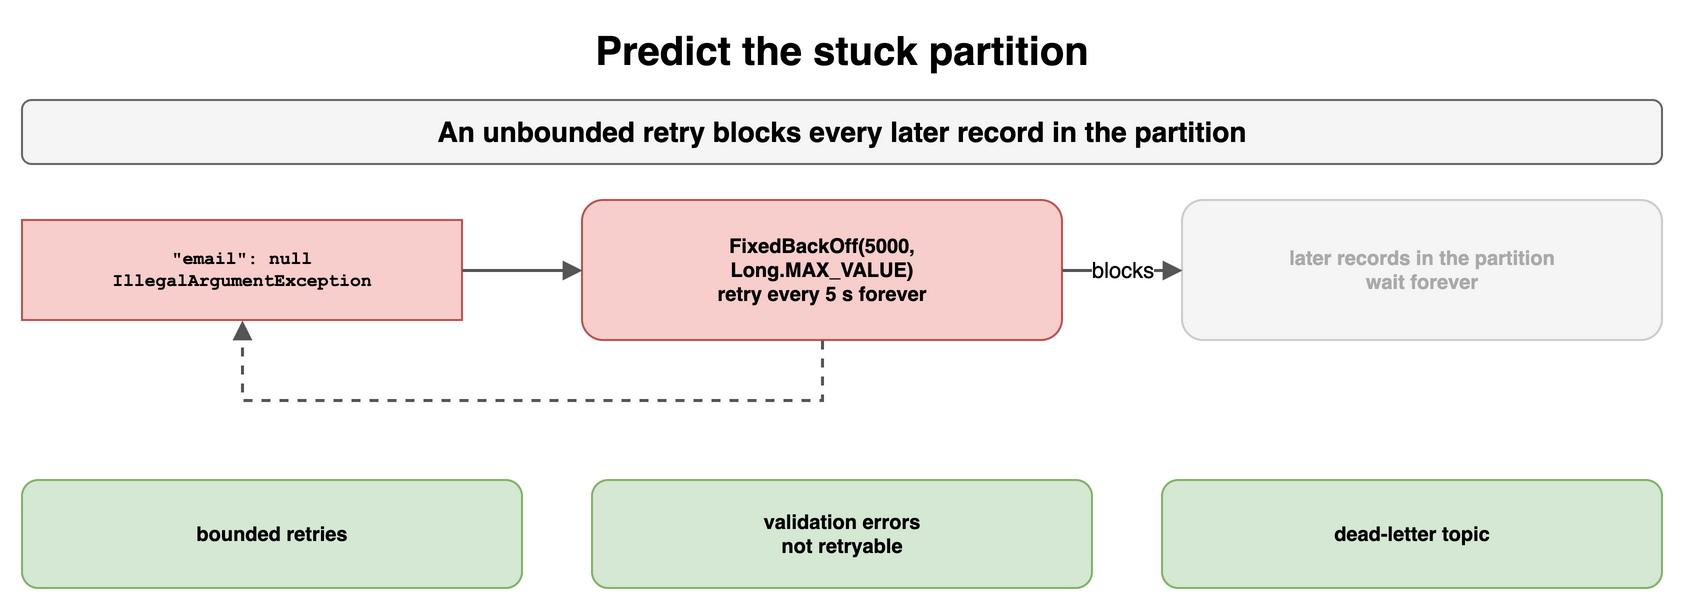 Predict the stuck partition
An unbounded retry blocks every later record in the partition
"email": null
IllegalArgumentException
FixedBackOff(5000,
Long.MAX_VALUE)
retry every 5 s forever
blocks
later records in the partition
wait forever
bounded retries
validation errors
not retryable
dead-letter topic